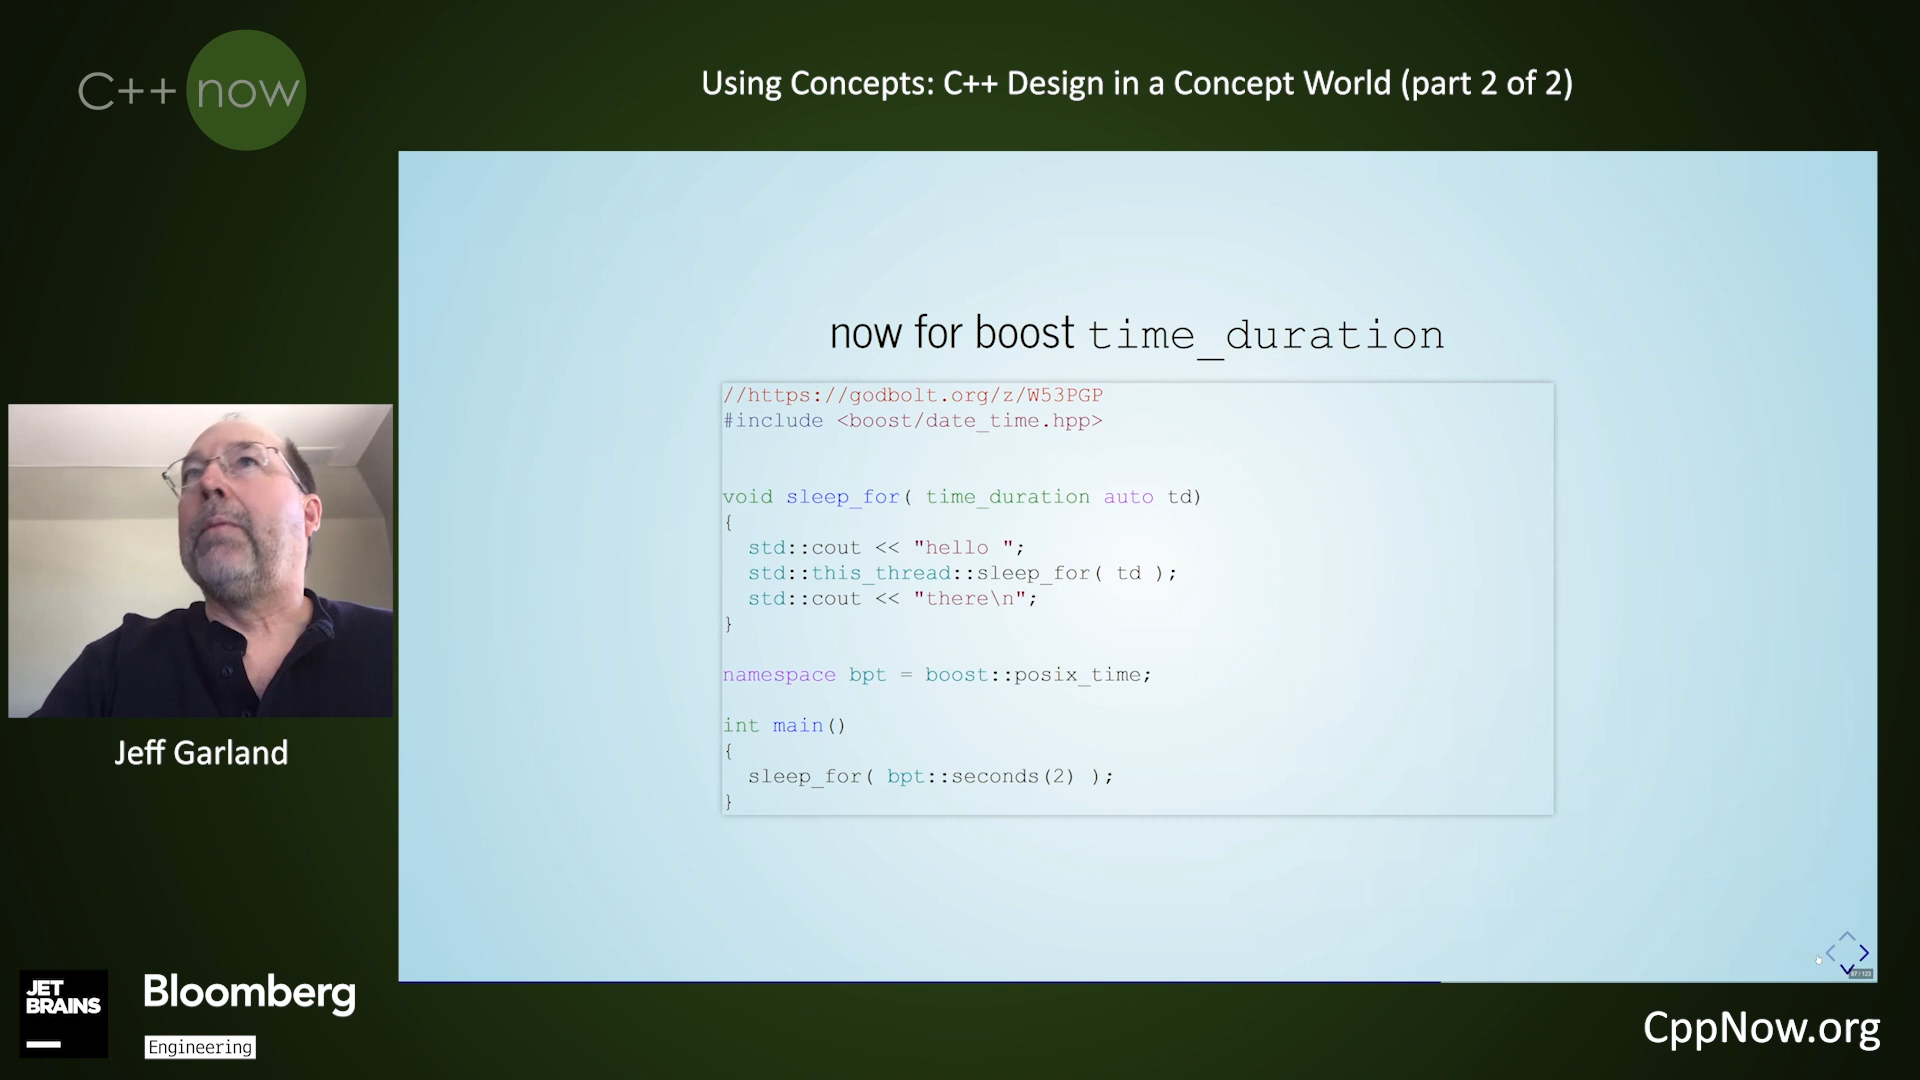 C++ now
Using Concepts: C++ Design in a Concept World (part 2 of 2)
now for boost time_duration
//https://godbolt.org/z/W53PGP
#include <boost/date_time.hpp>
void sleep_for( time_duration auto td)
{
  std::cout << "hello ";
  std::this_thread::sleep_for( td );
  std::cout << "there\n";
}
namespace bpt = boost::posix_time;
int main()
{
  sleep_for( bpt::seconds(2) );
}
Jeff Garland
JET
BRAINS
Bloomberg
Engineering
87 / 123
CppNow.org